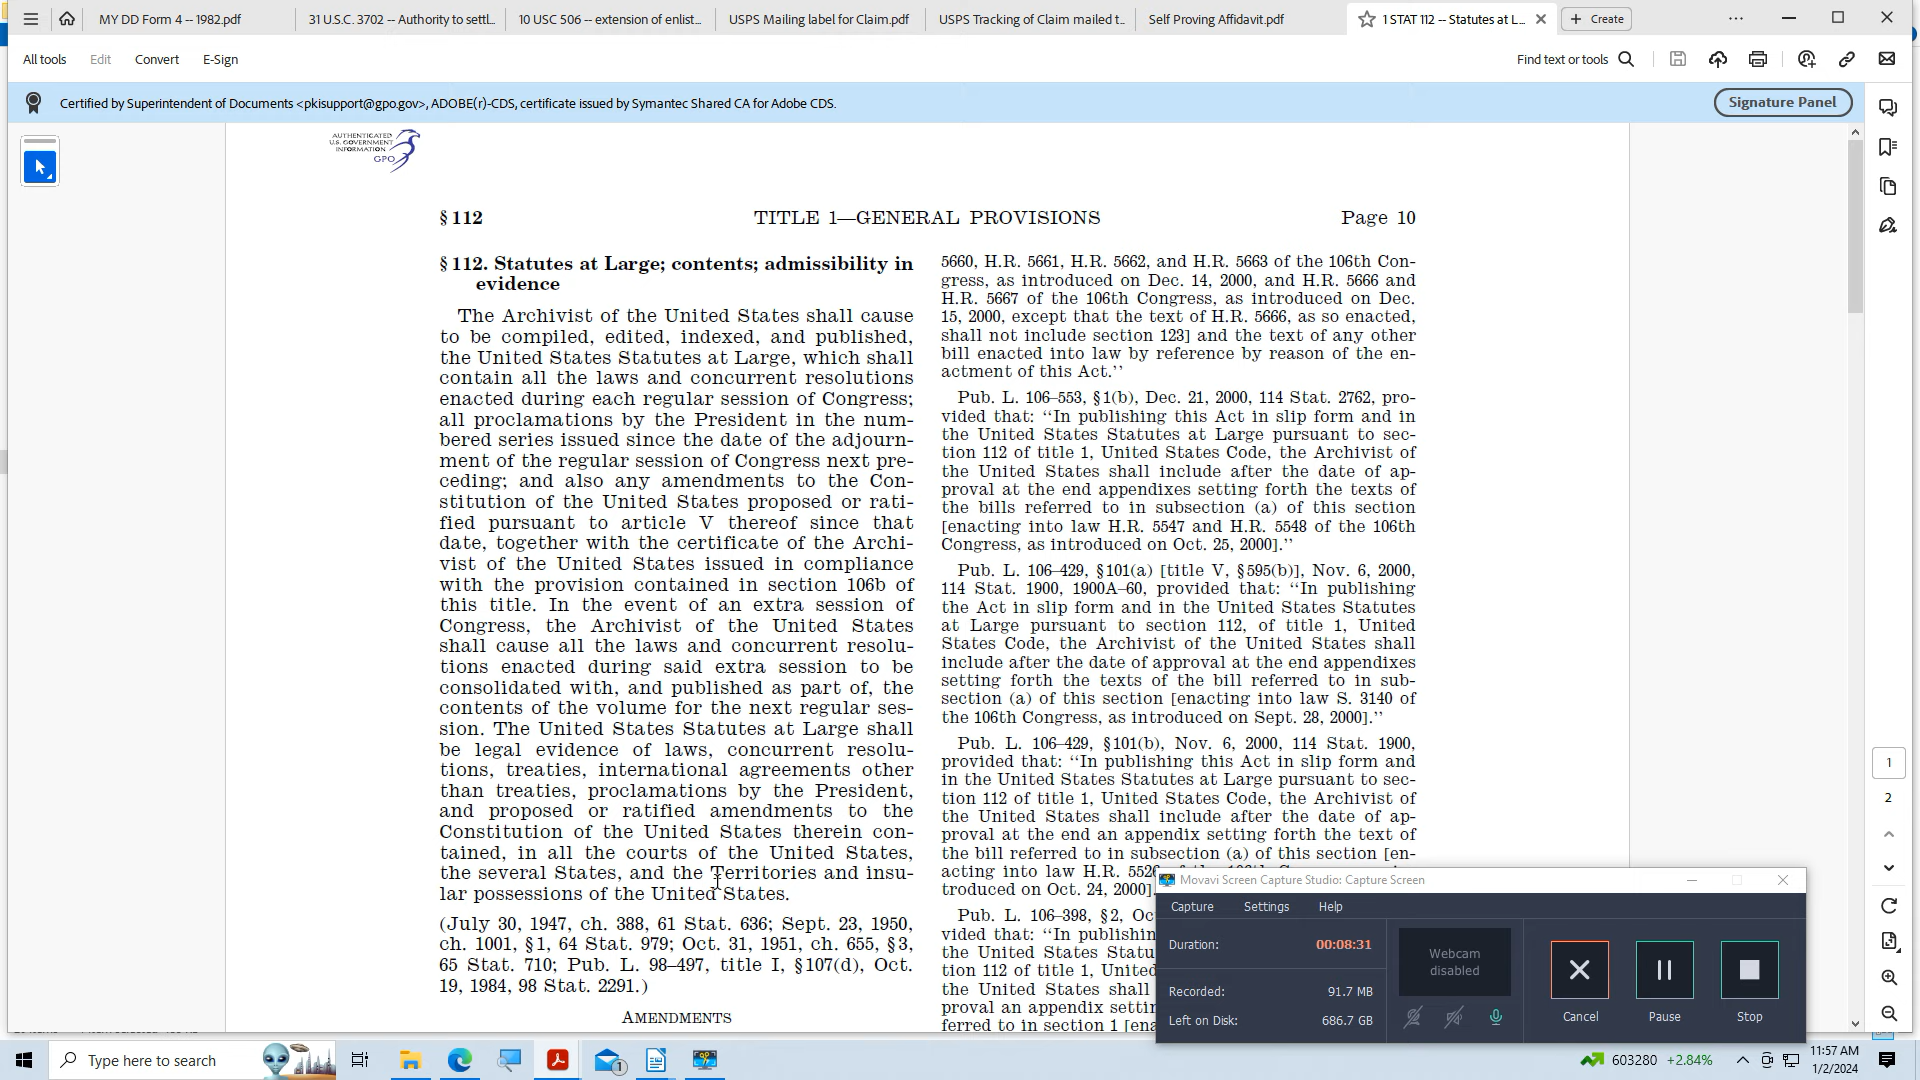 MY DD Form 4 -- 1982.pdf
31 U.S.C. 3702 -- Authority to settl...
10 USC 506 -- extension of enlist...
USPS Mailing label for Claim.pdf
USPS Tracking of Claim mailed t...
Self Proving Affidavit.pdf
1 STAT 112 -- Statutes at L...
Create
All tools
Edit
Convert
E-Sign
Find text or tools
Certified by Superintendent of Documents <pkisupport@gpo.gov>, ADOBE(r)-CDS, certificate issued by Symantec Shared CA for Adobe CDS.
Signature Panel
AUTHENTICATED
U.S. GOVERNMENT
INFORMATION
GPO
§ 112
TITLE 1—GENERAL PROVISIONS
Page 10
§ 112. Statutes at Large; contents; admissibility in
evidence
The Archivist of the United States shall cause
to be compiled, edited, indexed, and published,
the United States Statutes at Large, which shall
contain all the laws and concurrent resolutions
enacted during each regular session of Congress;
all proclamations by the President in the num-
bered series issued since the date of the adjourn-
ment of the regular session of Congress next pre-
ceding; and also any amendments to the Con-
stitution of the United States proposed or rati-
fied pursuant to article V thereof since that
date, together with the certificate of the Archi-
vist of the United States issued in compliance
with the provision contained in section 106b of
this title. In the event of an extra session of
Congress, the Archivist of the United States
shall cause all the laws and concurrent resolu-
tions enacted during said extra session to be
consolidated with, and published as part of, the
contents of the volume for the next regular ses-
sion. The United States Statutes at Large shall
be legal evidence of laws, concurrent resolu-
tions, treaties, international agreements other
than treaties, proclamations by the President,
and proposed or ratified amendments to the
Constitution of the United States therein con-
tained, in all the courts of the United States,
the several States, and the Territories and insu-
lar possessions of the United States.
(July 30, 1947, ch. 388, 61 Stat. 636; Sept. 23, 1950,
ch. 1001, § 1, 64 Stat. 979; Oct. 31, 1951, ch. 655, § 3,
65 Stat. 710; Pub. L. 98–497, title I, § 107(d), Oct.
19, 1984, 98 Stat. 2291.)
AMENDMENTS
5660, H.R. 5661, H.R. 5662, and H.R. 5663 of the 106th Con-
gress, as introduced on Dec. 14, 2000, and H.R. 5666 and
H.R. 5667 of the 106th Congress, as introduced on Dec.
15, 2000, except that the text of H.R. 5666, as so enacted,
shall not include section 123] and the text of any other
bill enacted into law by reference by reason of the en-
actment of this Act.''
Pub. L. 106–553, § 1(b), Dec. 21, 2000, 114 Stat. 2762, pro-
vided that: ‘‘In publishing this Act in slip form and in
the United States Statutes at Large pursuant to sec-
tion 112 of title 1, United States Code, the Archivist of
the United States shall include after the date of ap-
proval at the end appendixes setting forth the texts of
the bills referred to in subsection (a) of this section
[enacting into law H.R. 5547 and H.R. 5548 of the 106th
Congress, as introduced on Oct. 25, 2000].''
Pub. L. 106–429, § 101(a) [title V, § 595(b)], Nov. 6, 2000,
114 Stat. 1900, 1900A–60, provided that: ‘‘In publishing
the Act in slip form and in the United States Statutes
at Large pursuant to section 112, of title 1, United
States Code, the Archivist of the United States shall
include after the date of approval at the end appendixes
setting forth the texts of the bill referred to in sub-
section (a) of this section [enacting into law S. 3140 of
the 106th Congress, as introduced on Sept. 28, 2000].''
Pub. L. 106–429, § 101(b), Nov. 6, 2000, 114 Stat. 1900,
provided that: ‘‘In publishing this Act in slip form and
in the United States Statutes at Large pursuant to sec-
tion 112 of title 1, United States Code, the Archivist of
the United States shall include after the date of ap-
proval at the end an appendix setting forth the text of
the bill referred to in subsection (a) of this section [en-
acting into law H.R. 5526
troduced on Oct. 24, 2000].
Pub. L. 106–398, § 2, Oc
vided that: ‘‘In publishin
the United States Statu
tion 112 of title 1, United
the United States shall
proval an appendix settin
ferred to in section 1 [ena
1
2
Movavi Screen Capture Studio: Capture Screen
Capture
Settings
Help
Duration:
00:08:31
Recorded:
91.7 MB
Left on Disk:
686.7 GB
Webcam
disabled
Cancel
Pause
Stop
Type here to search
1
603280 +2.84%
11:57 AM
1/2/2024